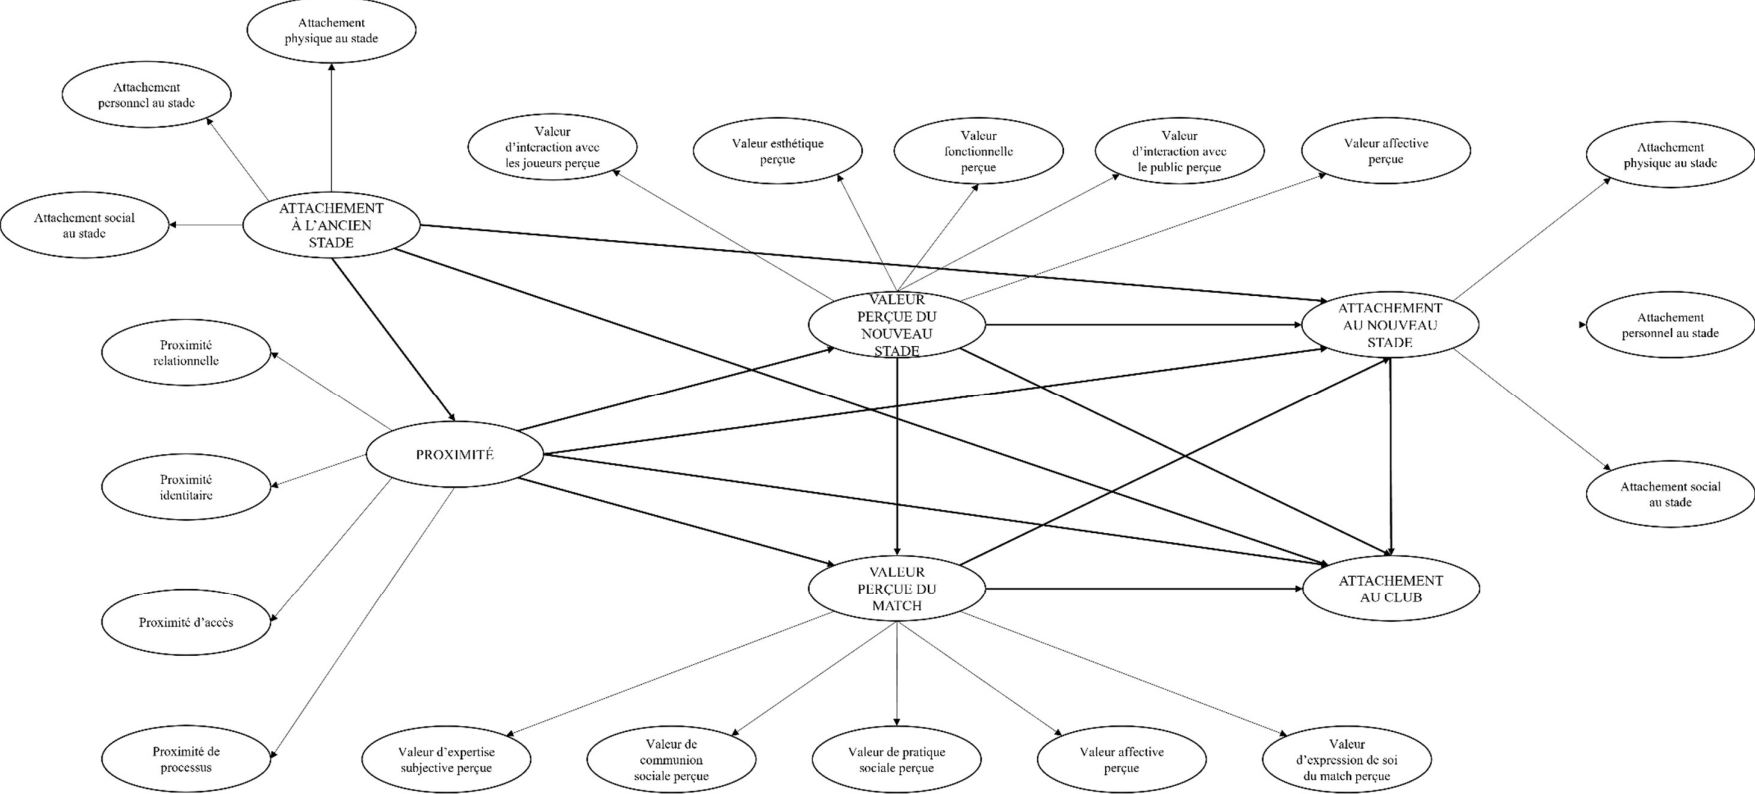 Attachement
physique au stade
Attachement
personnel au stade
Attachement social
au stade
ATTACHEMENT
À L’ANCIEN
STADE
Valeur
d’interaction avec
les joueurs perçue
Valeur esthétique
perçue
Valeur
fonctionnelle
perçue
Valeur
d’interaction avec
le public perçue
Valeur affective
perçue
Attachement
physique au stade
VALEUR
PERÇUE DU
NOUVEAU
STADE
ATTACHEMENT
AU NOUVEAU
STADE
Attachement
personnel au stade
Attachement social
au stade
Proximité
relationnelle
PROXIMITÉ
Proximité
identitaire
Proximité d’accès
Proximité de
processus
VALEUR
PERÇUE DU
MATCH
ATTACHEMENT
AU CLUB
Valeur d’expertise
subjective perçue
Valeur de
communion
sociale perçue
Valeur de pratique
sociale perçue
Valeur affective
perçue
Valeur
d’expression de soi
du match perçue